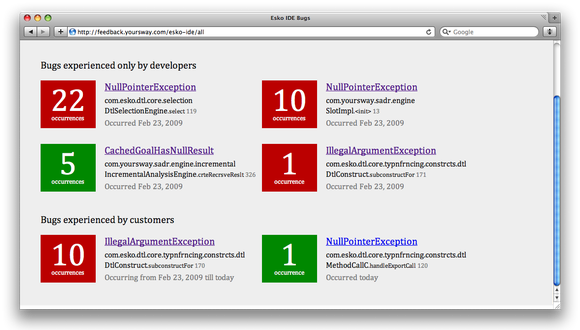 Esko IDE Bugs
http://feedback.yoursway.com/esko-ide/all
Google
Bugs experienced only by developers
22
occurrences
NullPointerException
com.esko.dtl.core.selection
DtlSelectionEngine.select 119
Occurred Feb 23, 2009
10
occurrences
NullPointerException
com.yoursway.sadr.engine
SlotImpl.<init> 13
Occurred Feb 23, 2009
5
occurrences
CachedGoalHasNullResult
com.yoursway.sadr.engine.incremental
IncrementalAnalysisEngine.crteRecrsveReslt 326
Occurred Feb 23, 2009
1
occurrences
IllegalArgumentException
com.esko.dtl.core.typnfrncing.constrcts.dtl
DtlConstruct.subconstructFor 171
Occurred Feb 23, 2009
Bugs experienced by customers
10
occurrences
IllegalArgumentException
com.esko.dtl.core.typnfrncing.constrcts.dtl
DtlConstruct.subconstructFor 170
Occurring from Feb 23, 2009 till today
1
occurrences
NullPointerException
com.esko.dtl.core.typnfrncing.constrcts.dtl
MethodCallC.handleExportCall 120
Occurred today